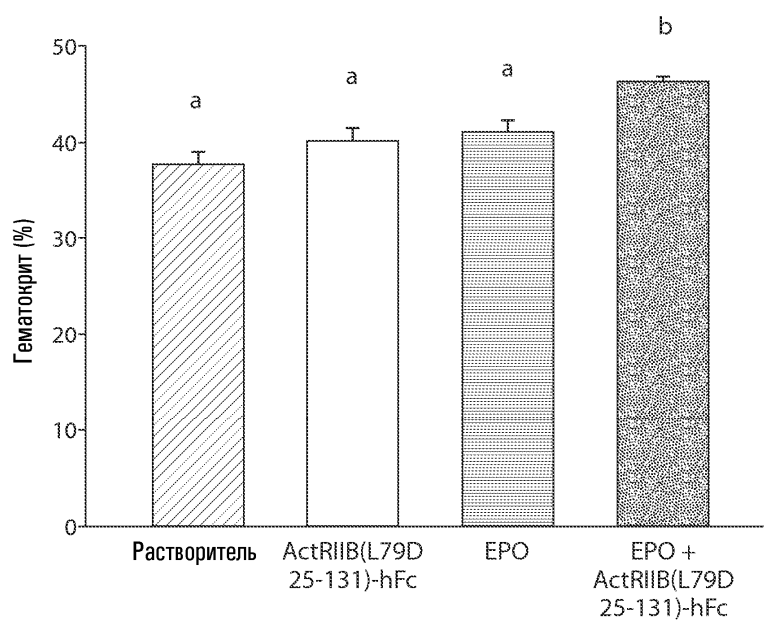 50
40
30
20
10
0
Гематокрит (%)
a
a
a
b
Растворитель
ActRIIB(L79D
25-131)-hFc
EPO
EPO +
ActRIIB(L79D
25-131)-hFc